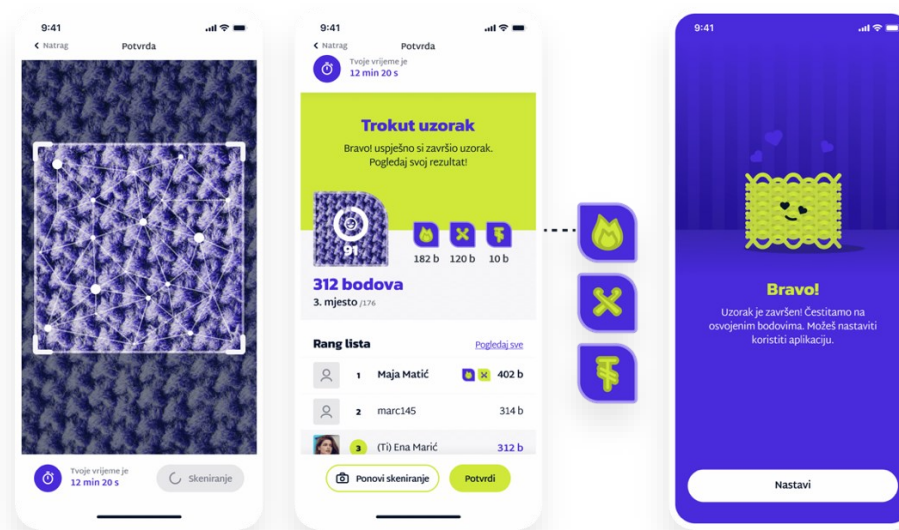 9:41
Natrag
Potvrda
Tvoje vrijeme je
12 min 20 s
Skeniranje
9:41
Natrag
Potvrda
Tvoje vrijeme je
12 min 20 s
Trokut uzorak
Bravo! uspješno si završio uzorak.
Pogledaj svoj rezultat!
91
182 b 120 b 10 b
312 bodova
3. mjesto /176
Rang lista Pogledaj sve
1 Maja Matić 402 b
2 marc145 314 b
3 (Ti) Ena Marić 312 b
Ponovi skeniranje Potvrdi
9:41
Bravo!
Uzorak je završen! Čestitamo na
osvojenim bodovima. Možeš nastaviti
koristiti aplikaciju.
Nastavi